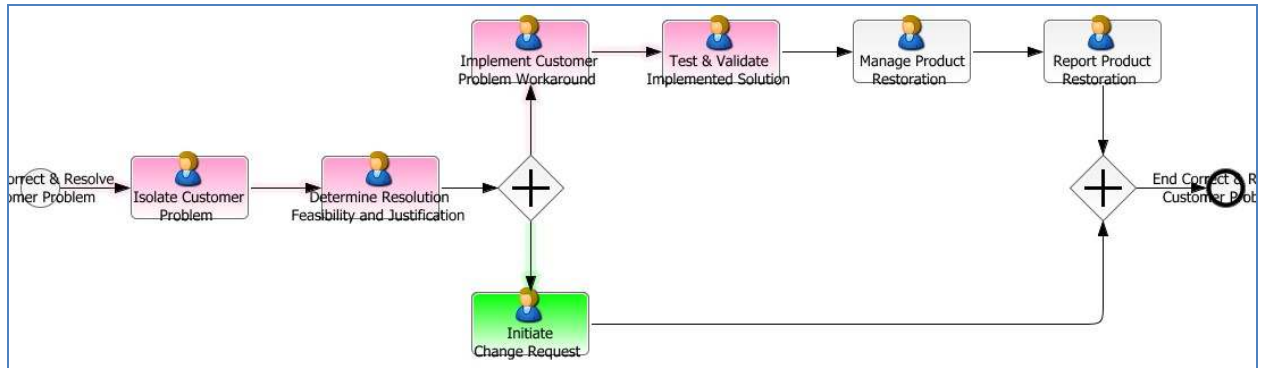 Implement Customer
Problem Workaround
Test & Validate
Implemented Solution
Manage Product
Restoration
Report Product
Restoration
orrect & Resolve
omer Problem
Isolate Customer
Problem
Determine Resolution
Feasibility and Justification
End Correct & R
Customer Prob
Initiate
Change Request